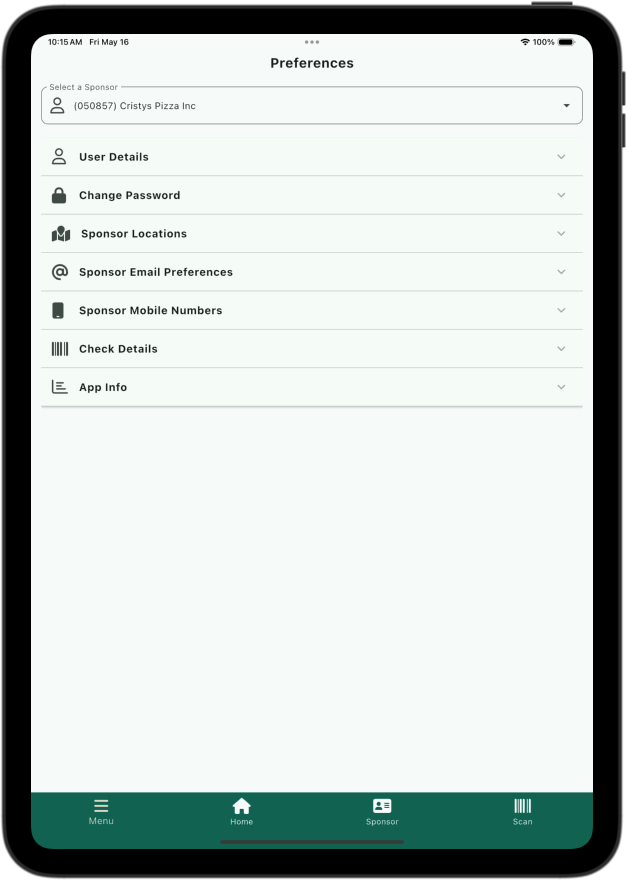 10:15 AM Fri May 16
100%
Preferences
Select a Sponsor
(050857) Cristys Pizza Inc
User Details
Change Password
Sponsor Locations
Sponsor Email Preferences
Sponsor Mobile Numbers
Check Details
App Info
Menu Home Sponsor Scan